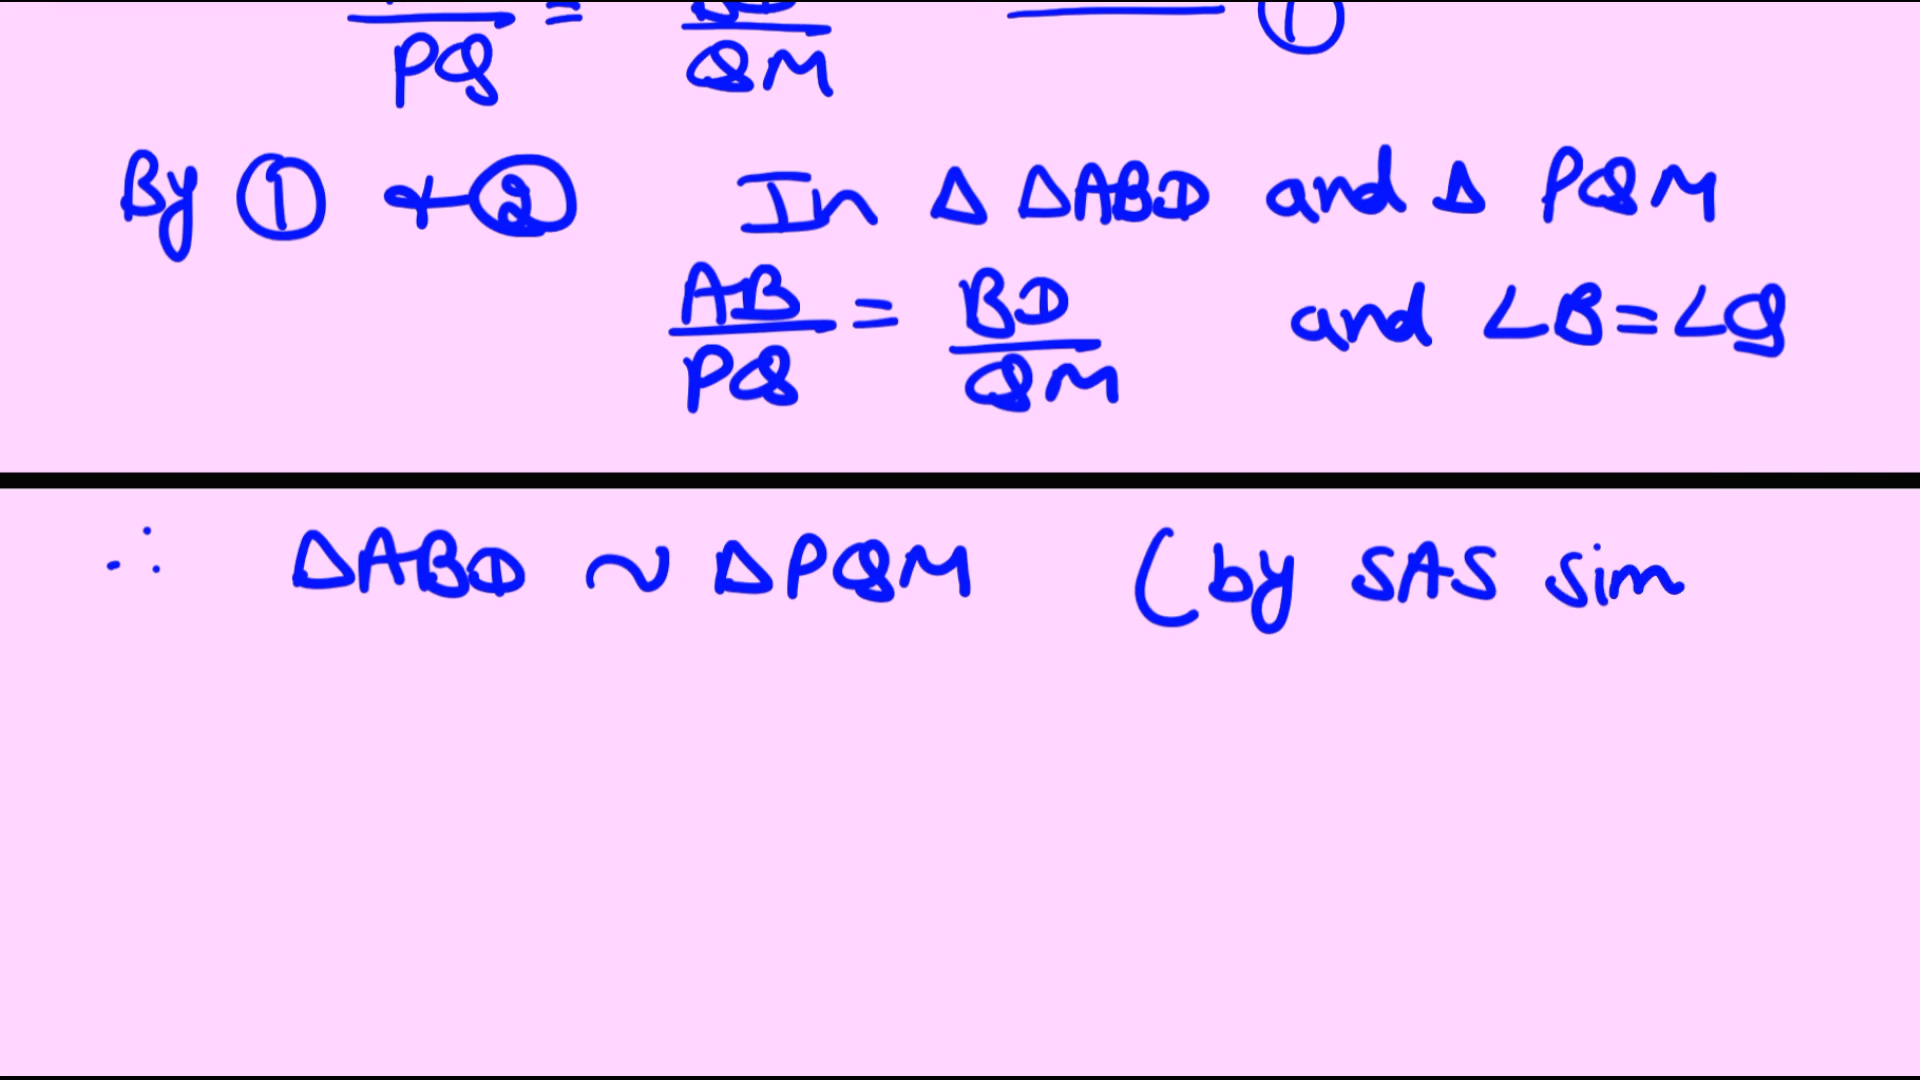 PQ = QM ①
By ① & ② In Δ ΔABD and Δ PQM
AB/PQ = BD/QM and ∠B=∠Q
∴ ΔABD ~ ΔPQM (by SAS sim